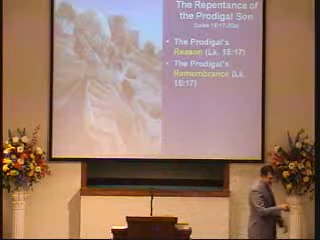 The Repentance of
the Prodigal Son
(Luke 15:17-20a)
• The Prodigal's
Reason (Lk. 15:17)
• The Prodigal's
Remembrance (Lk.
15:17)